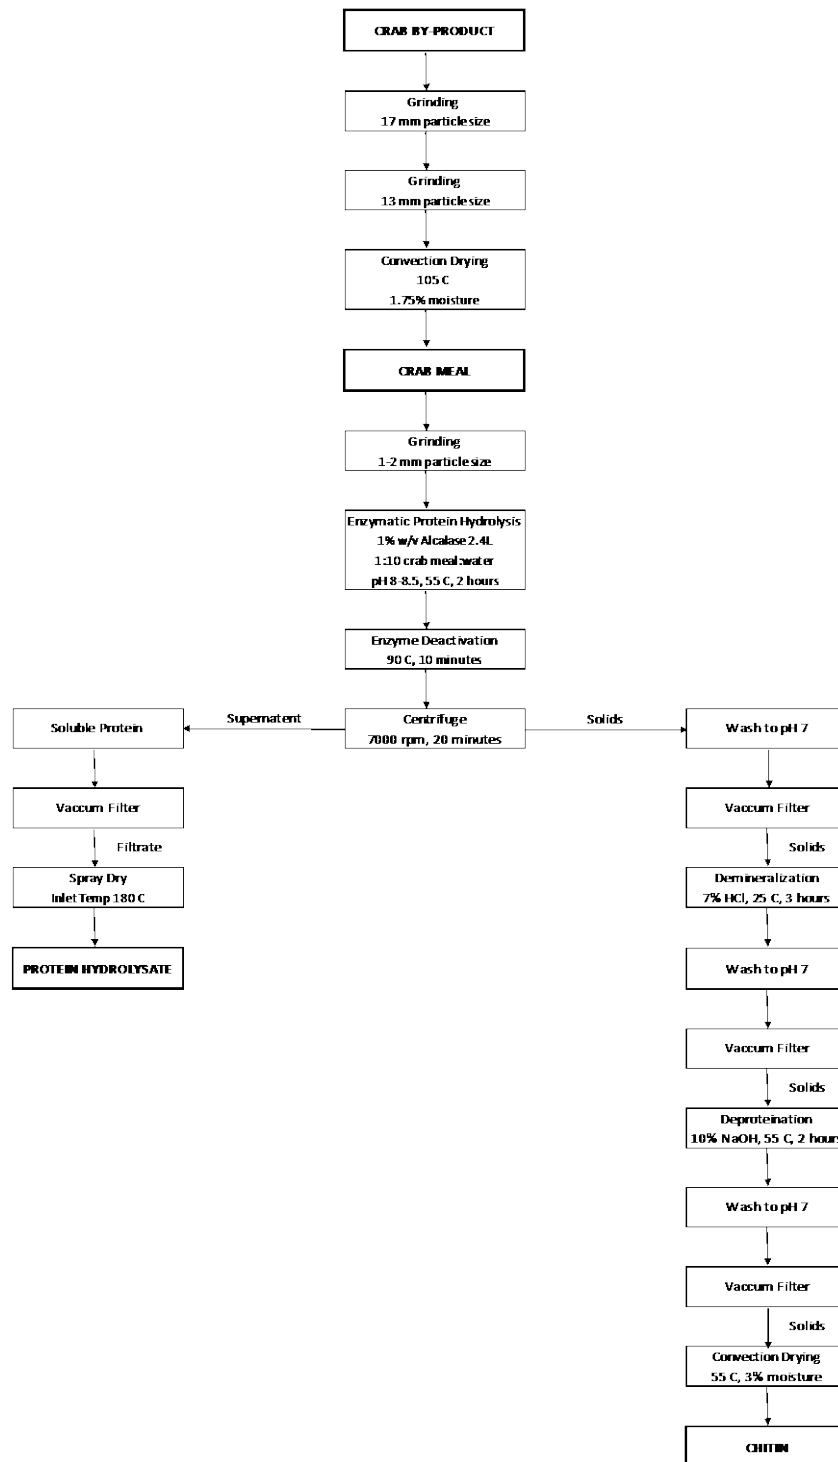 CRAB BY-PRODUCT
Grinding
17 mm particle size
Grinding
13 mm particle size
Convection Drying
105 C
1.75% moisture
CRAB MEAL
Grinding
1-2 mm particle size
Enzymatic Protein Hydrolysis
1% w/v Alcalase 2.4L
1:10 crab meal:water
pH 8-8.5, 55 C, 2 hours
Enzyme Deactivation
90 C, 10 minutes
Centrifuge
7000 rpm, 20 minutes
Supernatent
Soluble Protein
Vaccum Filter
Filtrate
Spray Dry
Inlet Temp 180 C
PROTEIN HYDROLYSATE
Solids
Wash to pH 7
Vaccum Filter
Solids
Demineralization
7% HCl, 25 C, 3 hours
Wash to pH 7
Vaccum Filter
Solids
Deproteination
10% NaOH, 55 C, 2 hours
Wash to pH 7
Vaccum Filter
Solids
Convection Drying
55 C, 3% moisture
CHITIN